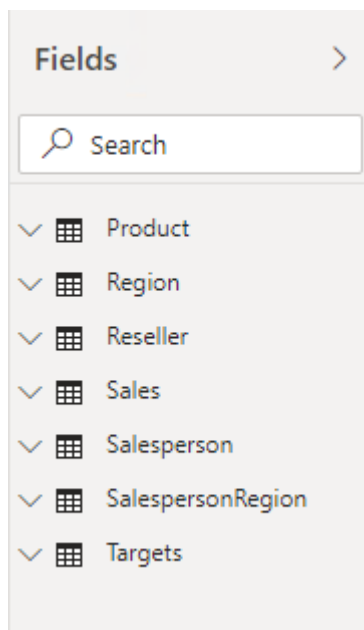 Fields
Search
Product
Region
Reseller
Sales
Salesperson
SalespersonRegion
Targets